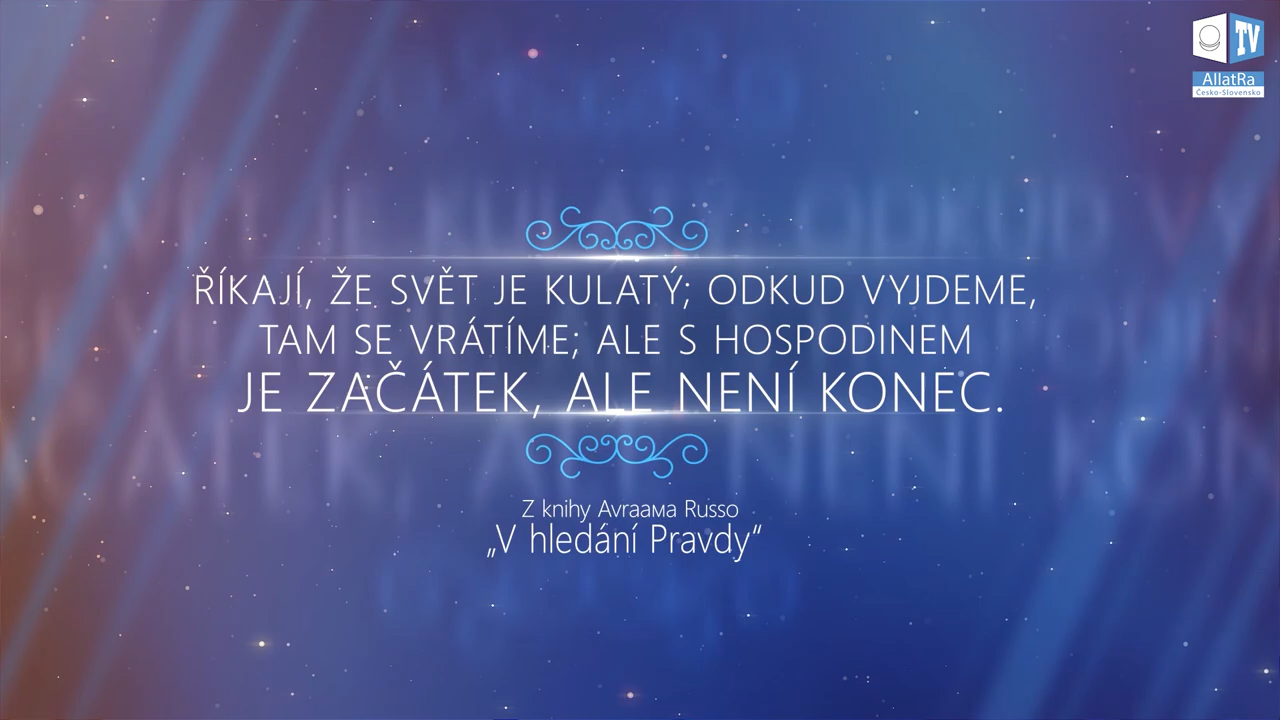 TV
AllatRa
Česko-Slovensko
ŘÍKAJÍ, ŽE SVĚT JE KULATÝ; ODKUD VYJDEME,
TAM SE VRÁTÍME; ALE S HOSPODINEM
JE ZAČÁTEK, ALE NENÍ KONEC.
Z knihy Avraaмa Russo
„V hledání Pravdy“